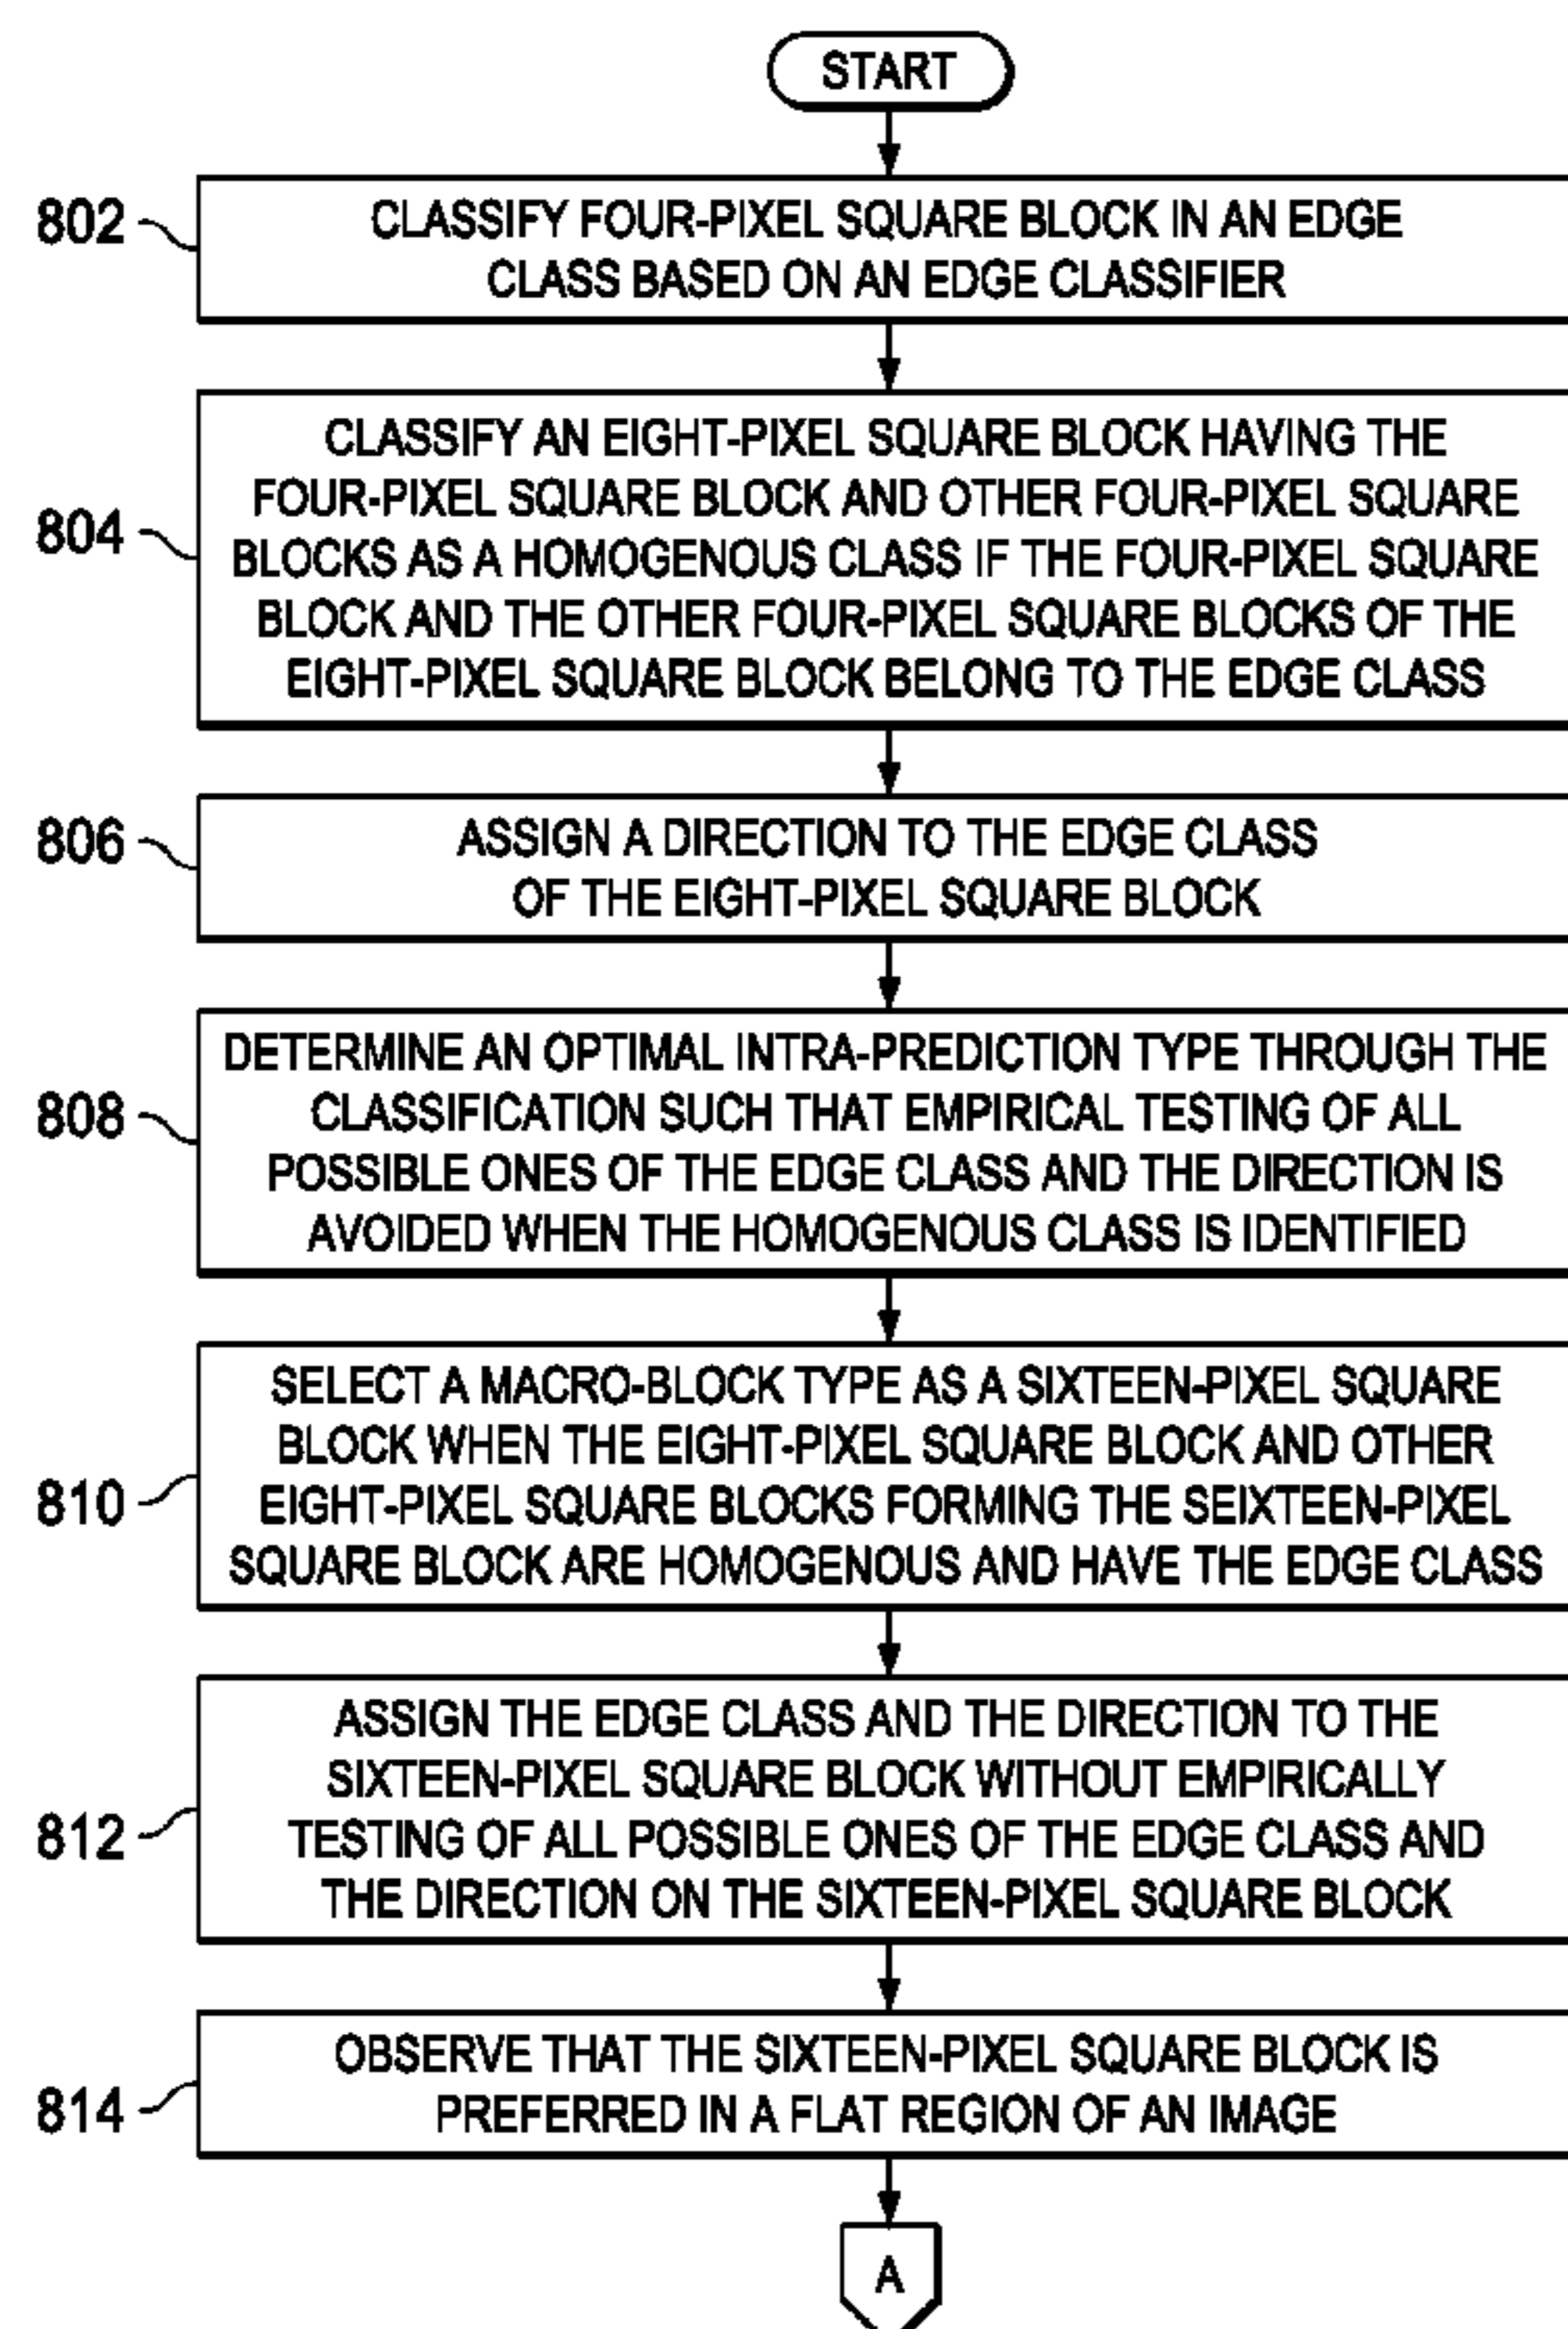 START
802
CLASSIFY FOUR-PIXEL SQUARE BLOCK IN AN EDGE
CLASS BASED ON AN EDGE CLASSIFIER
804
CLASSIFY AN EIGHT-PIXEL SQUARE BLOCK HAVING THE
FOUR-PIXEL SQUARE BLOCK AND OTHER FOUR-PIXEL SQUARE
BLOCKS AS A HOMOGENOUS CLASS IF THE FOUR-PIXEL SQUARE
BLOCK AND THE OTHER FOUR-PIXEL SQUARE BLOCKS OF THE
EIGHT-PIXEL SQUARE BLOCK BELONG TO THE EDGE CLASS
806
ASSIGN A DIRECTION TO THE EDGE CLASS
OF THE EIGHT-PIXEL SQUARE BLOCK
808
DETERMINE AN OPTIMAL INTRA-PREDICTION TYPE THROUGH THE
CLASSIFICATION SUCH THAT EMPIRICAL TESTING OF ALL
POSSIBLE ONES OF THE EDGE CLASS AND THE DIRECTION IS
AVOIDED WHEN THE HOMOGENOUS CLASS IS IDENTIFIED
810
SELECT A MACRO-BLOCK TYPE AS A SIXTEEN-PIXEL SQUARE
BLOCK WHEN THE EIGHT-PIXEL SQUARE BLOCK AND OTHER
EIGHT-PIXEL SQUARE BLOCKS FORMING THE SEIXTEEN-PIXEL
SQUARE BLOCK ARE HOMOGENOUS AND HAVE THE EDGE CLASS
812
ASSIGN THE EDGE CLASS AND THE DIRECTION TO THE
SIXTEEN-PIXEL SQUARE BLOCK WITHOUT EMPIRICALLY
TESTING OF ALL POSSIBLE ONES OF THE EDGE CLASS AND
THE DIRECTION ON THE SIXTEEN-PIXEL SQUARE BLOCK
814
OBSERVE THAT THE SIXTEEN-PIXEL SQUARE BLOCK IS
PREFERRED IN A FLAT REGION OF AN IMAGE
A